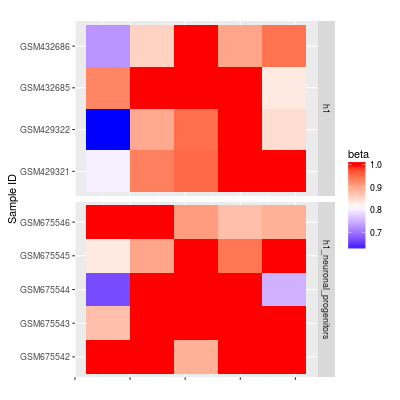 Sample ID
GSM432686
GSM432685
GSM429322
GSM429321
h1
GSM675546
GSM675545
GSM675544
GSM675543
GSM675542
h1_neuronal_progenitors
beta
1.0
0.9
0.8
0.7